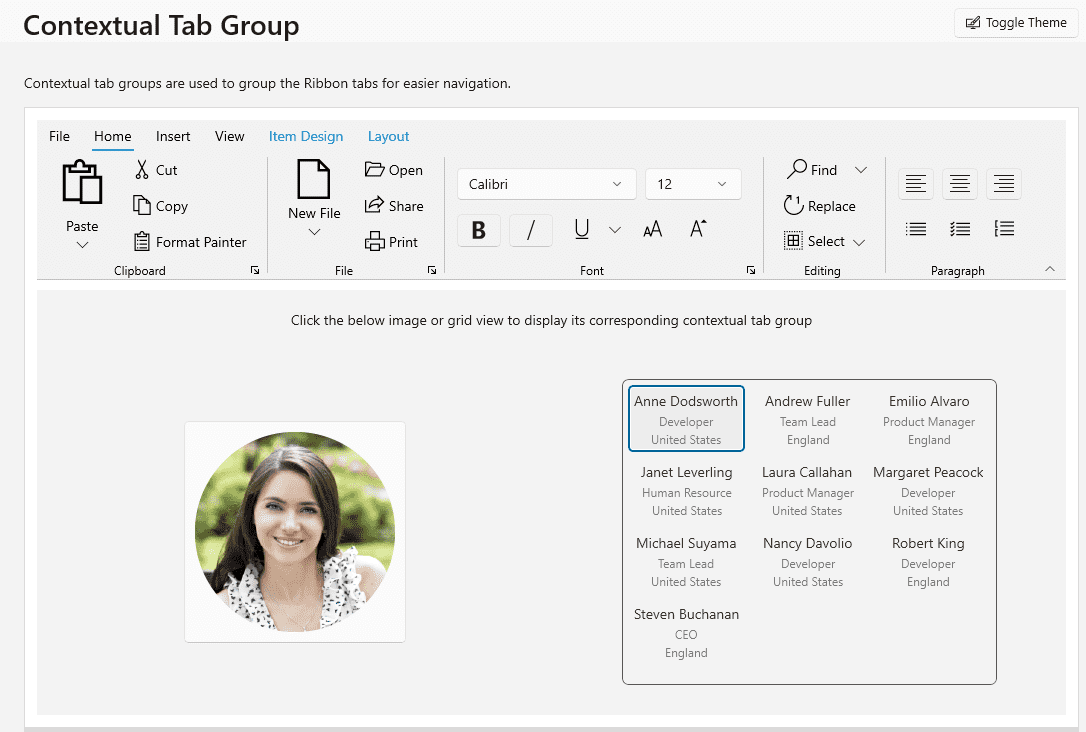 Contextual Tab Group
Toggle Theme
Contextual tab groups are used to group the Ribbon tabs for easier navigation.
File Home Insert View Item Design Layout
Paste
Cut
Copy
Format Painter
Clipboard
New File
Open
Share
Print
File
Calibri 12
B I U AA A
Font
Find
Replace
Select
Editing
Paragraph
Click the below image or grid view to display its corresponding contextual tab group
Anne Dodsworth
Developer
United States
Andrew Fuller
Team Lead
England
Emilio Alvaro
Product Manager
England
Janet Leverling
Human Resource
United States
Laura Callahan
Product Manager
United States
Margaret Peacock
Developer
United States
Michael Suyama
Team Lead
United States
Nancy Davolio
Developer
United States
Robert King
Developer
England
Steven Buchanan
CEO
England